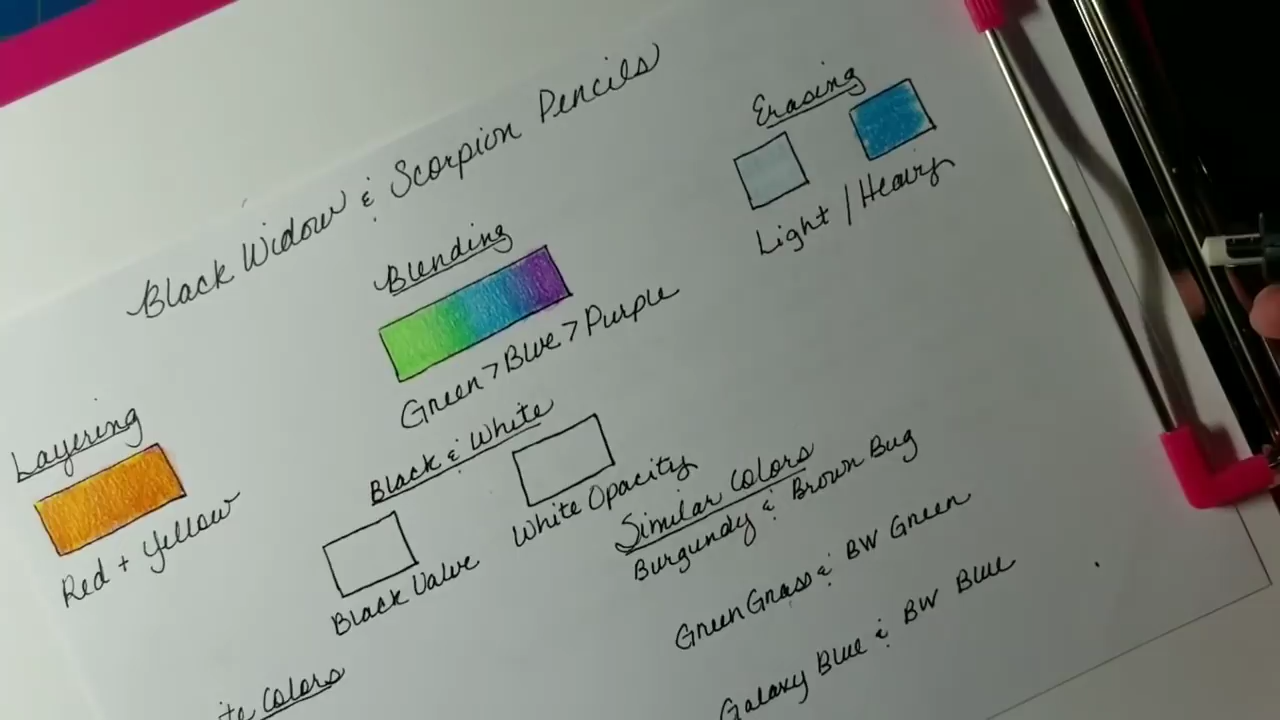 Black Widow & Scorpion Pencils
Erasing
Light / Heavy
Blending
Green > Blue > Purple
Layering
Red + Yellow
Black & White
Black Value
White Opacity
Similar Colors
Burgundy & Brown Bug
Green Grass & BW Green
Galaxy Blue & BW Blue
Colors